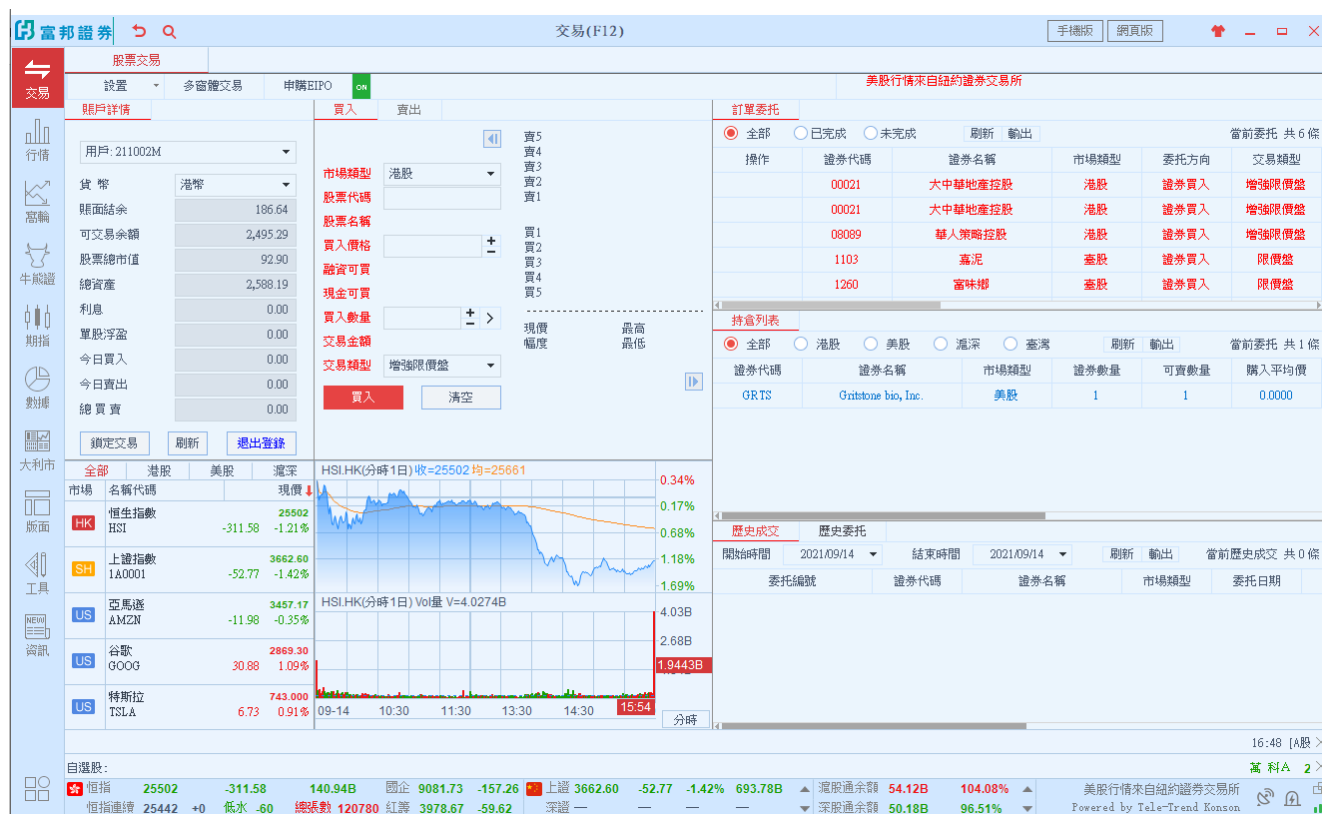 富邦證券 交易(F12) 手機版 網頁版
交易
行情
窩輪
牛熊證
期指
數據
大利市
版面
工具
NEW
資訊
股票交易
設置 多窗體交易 申購EIPO ON 美股行情來自紐約證券交易所
賬戶詳情
用戶: 211002M
貨 幣 港幣
賬面結余 186.64
可交易余額 2,495.29
股票總市值 92.90
總資產 2,588.19
利息 0.00
單股浮盈 0.00
今日買入 0.00
今日賣出 0.00
總 買 賣 0.00
鎖定交易 刷新 退出登錄
買入 賣出
市場類型 港股
股票代碼
股票名稱
買入價格
融資可買
現金可買
買入數量
交易金額
交易類型 增強限價盤
買入 清空
賣5
賣4
賣3
賣2
賣1
買1
買2
買3
買4
買5
現價 最高
幅度 最低
訂單委托
全部 已完成 未完成 刷新 輸出 當前委托 共 6 條
操作 證券代碼 證券名稱 市場類型 委托方向 交易類型
00021 大中華地產控股 港股 證券買入 增強限價盤
00021 大中華地產控股 港股 證券買入 增強限價盤
08089 華人策略控股 港股 證券買入 增強限價盤
1103 嘉泥 臺股 證券買入 限價盤
1260 富味鄉 臺股 證券買入 限價盤
持倉列表
全部 港股 美股 滬深 臺灣 刷新 輸出 當前委托 共 1 條
證券代碼 證券名稱 市場類型 證券數量 可賣數量 購入平均價
GRTS Gritstone bio, Inc. 美股 1 1 0.0000
歷史成交 歷史委托
開始時間 2021/09/14 結束時間 2021/09/14 刷新 輸出 當前歷史成交 共 0 條
委托編號 證券代碼 證券名稱 市場類型 委托日期
全部 港股 美股 滬深
市場 名稱代碼 現價
HK 恒生指數 25502
HSI -311.58 -1.21%
SH 上證指數 3662.60
1A0001 -52.77 -1.42%
US 亞馬遜 3457.17
AMZN -11.98 -0.35%
US 谷歌 2869.30
GOOG 30.88 1.09%
US 特斯拉 743.000
TSLA 6.73 0.91%
HSI.HK(分時1日) 收=25502 均=25661
0.34%
0.17%
0.68%
1.18%
1.69%
HSI.HK(分時1日) Vol量 V=4.0274B
4.03B
2.68B
1.9443B
09-14 10:30 11:30 13:30 14:30 15:54
分時
16:48 [A股
自選股: 萬 科A 2
恒指 25502 -311.58 140.94B 國企 9081.73 -157.26 上證 3662.60 -52.77 -1.42% 693.78B 滬股通余額 54.12B 104.08% 美股行情來自紐約證券交易所
恒指連續 25442 +0 低水 -60 總張數 120780 紅籌 3978.67 -59.62 深證 — — — — 深股通余額 50.18B 96.51% Powered by Tele-Trend Konson